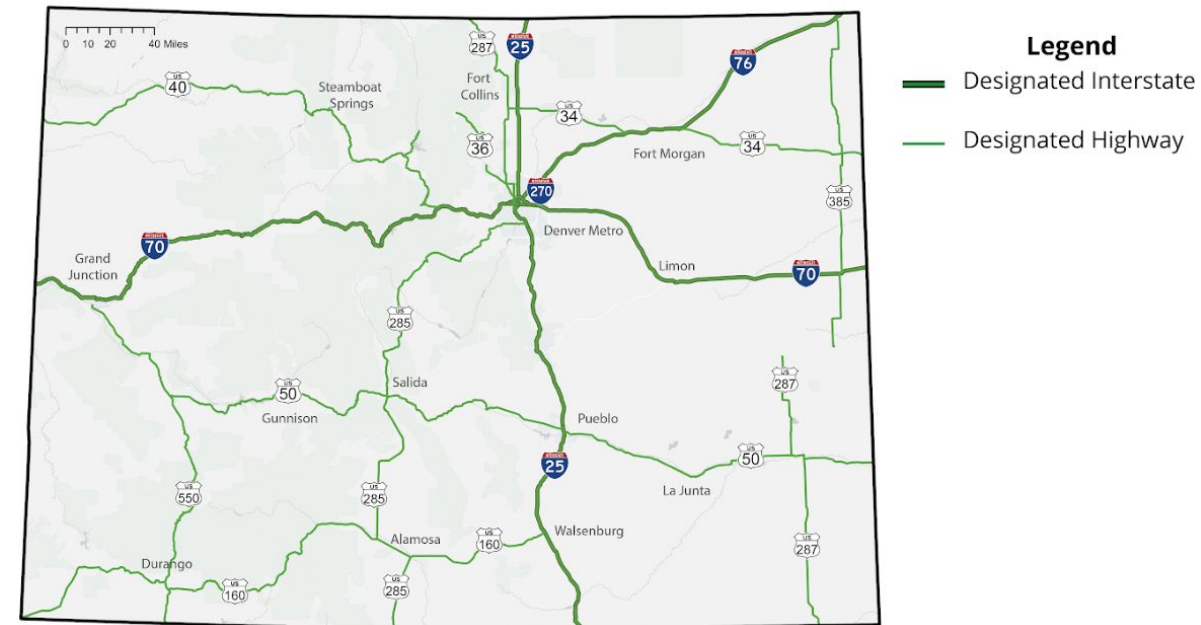 0 10 20 40 Miles
US
40
Steamboat
Springs
US
287
25
Fort
Collins
US
36
US
34
76
Fort Morgan
US
34
270
US
385
Denver Metro
70
Grand
Junction
Limon
70
US
285
US
50
Salida
Gunnison
Pueblo
US
287
25
US
50
La Junta
US
550
US
285
Alamosa
US
160
Walsenburg
US
287
Durango
US
160
US
285
Legend
Designated Interstate
Designated Highway